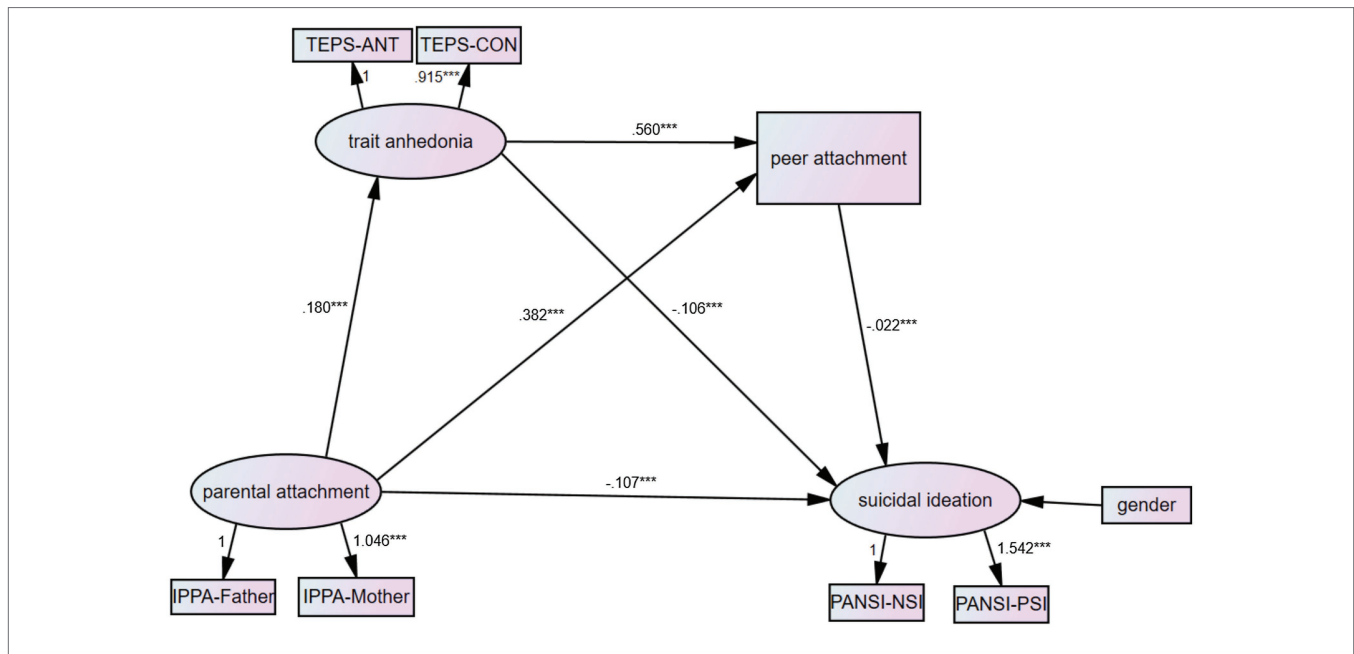 TEPS-ANT
TEPS-CON
1
.915***
trait anhedonia
.560***
peer attachment
.180***
.382***
-.106***
-.022***
parental attachment
-.107***
suicidal ideation
gender
1
1.046***
1
1.542***
IPPA-Father
IPPA-Mother
PANSI-NSI
PANSI-PSI